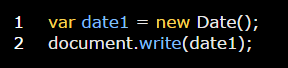 1 var date1 = new Date();
2 document.write(date1);